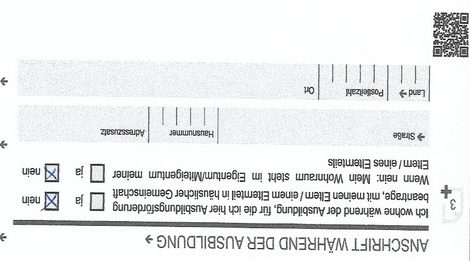 3
ANSCHRIFT WÄHREND DER AUSBILDUNG →
Ich wohne während der Ausbildung, für die ich hier Ausbildungsförderung
beantrage, mit meinen Eltern / einem Elternteil in häuslicher Gemeinschaft
ja
nein
Wenn nein: Mein Wohnraum steht im Eigentum/Miteigentum meiner
Eltern / eines Elternteils
ja
nein
→ Straße
Hausnummer
Adresszusatz
Land →
Postleitzahl
Ort